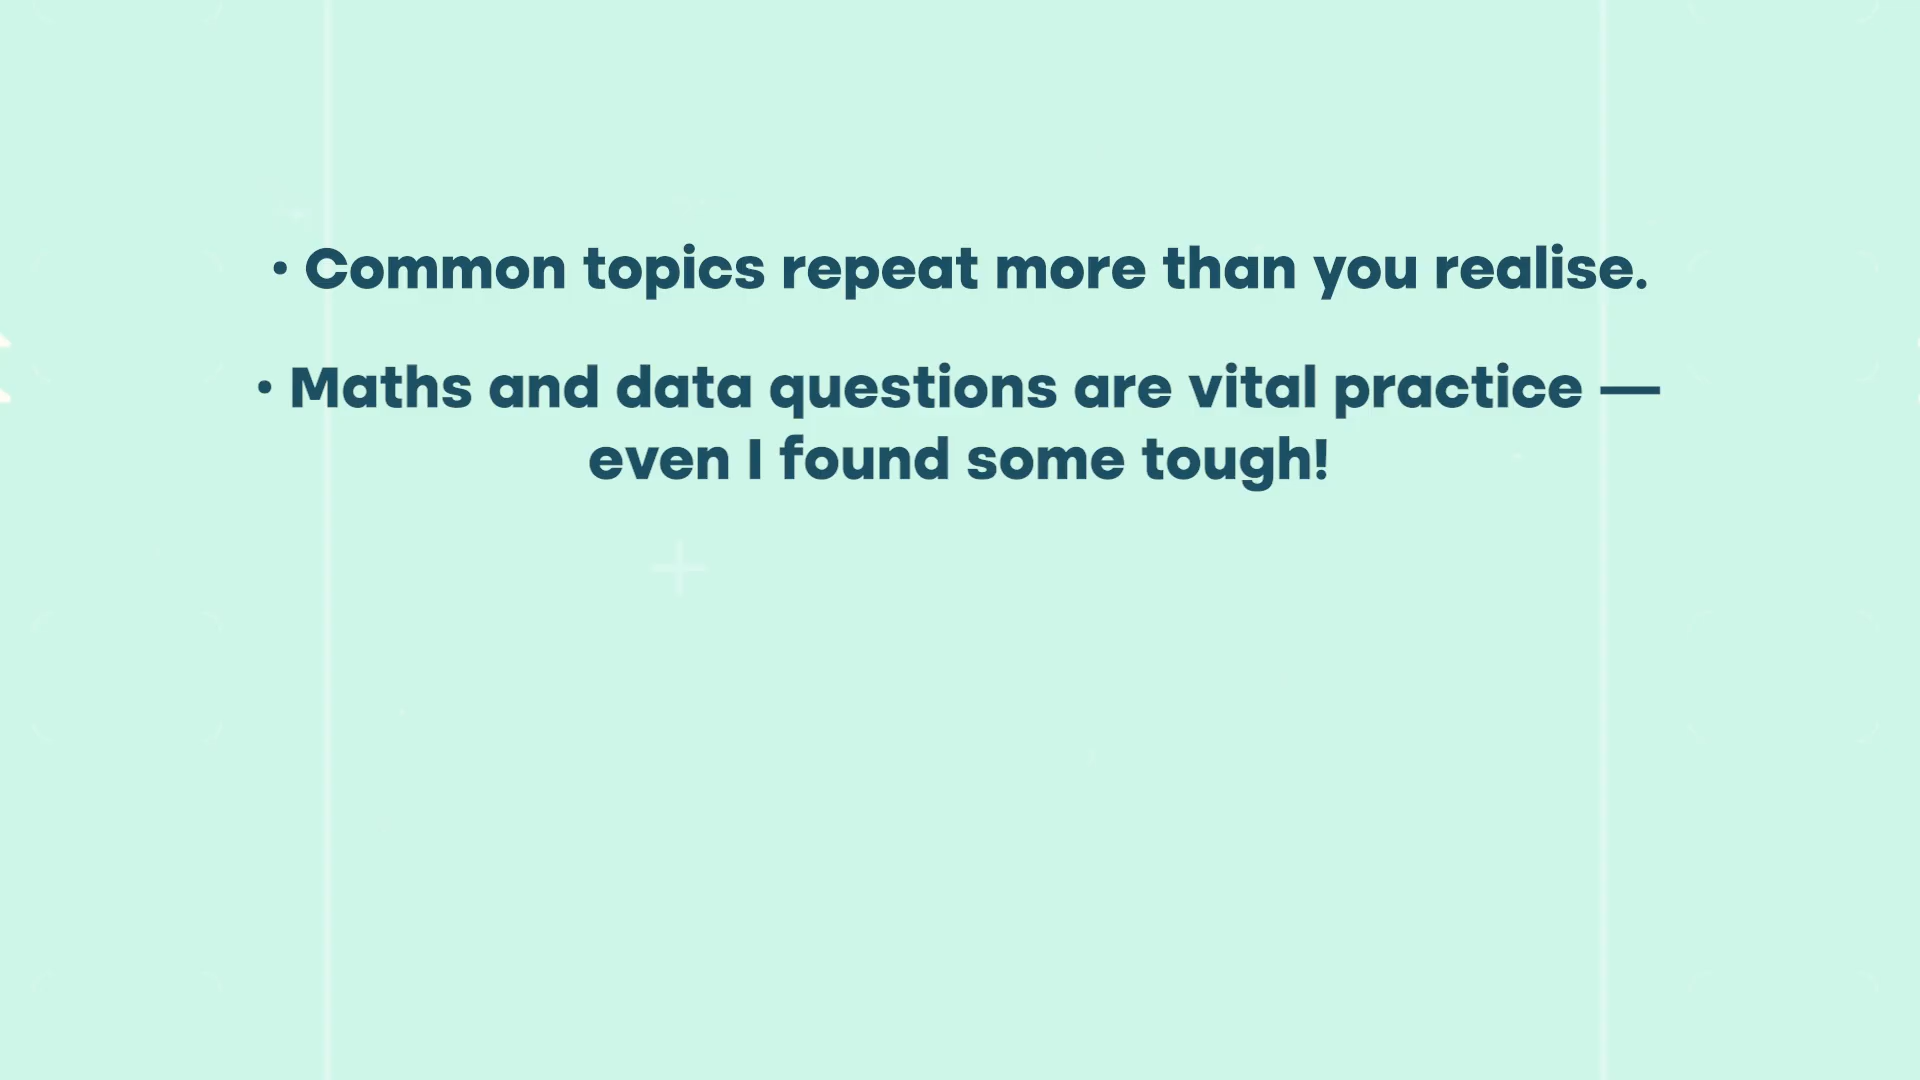 • Common topics repeat more than you realise.
• Maths and data questions are vital practice —
even I found some tough!